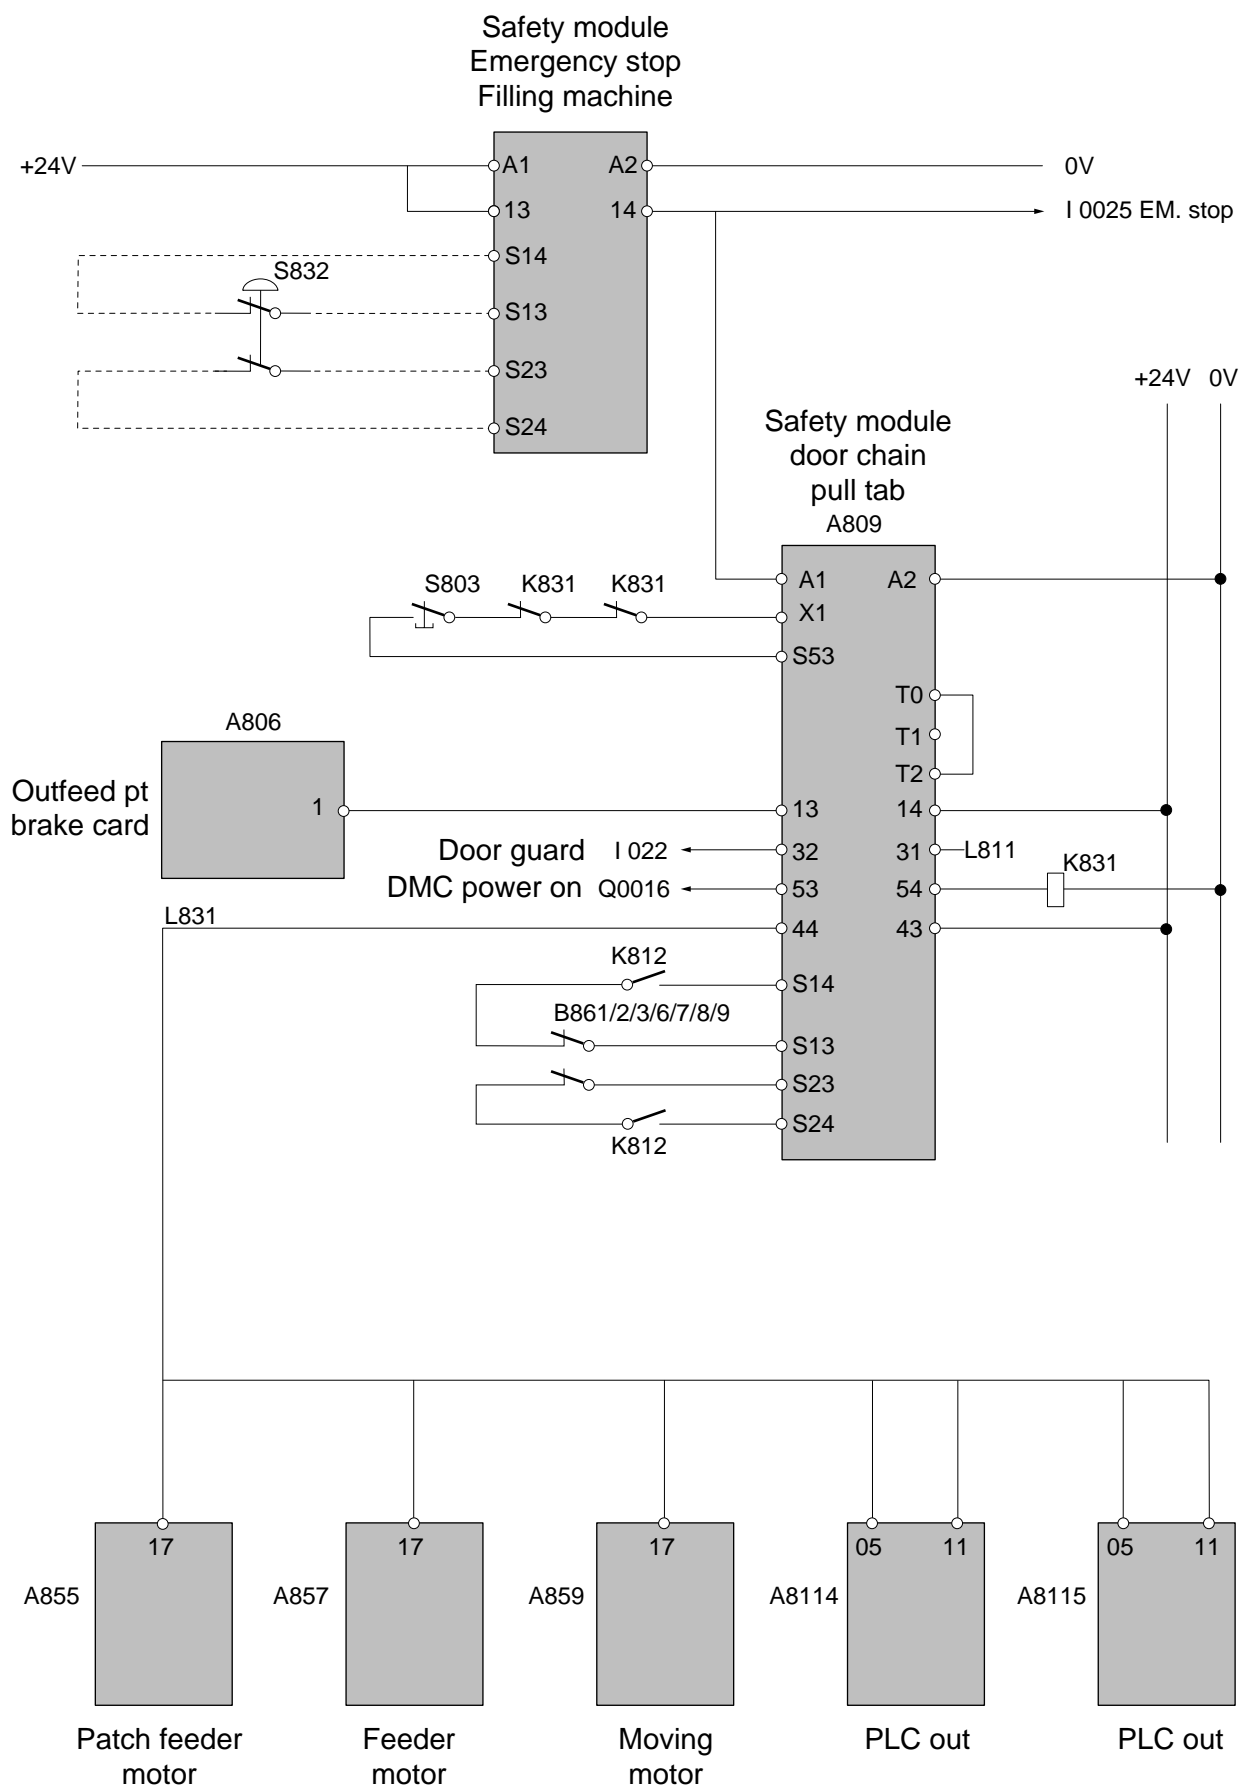 Safety module
Emergency stop
Filling machine
+24V
A1
A2
0V
13
14
I 0025 EM. stop
S14
S832
S13
S23
S24
+24V 0V
Safety module
door chain
pull tab
A809
S803
K831
K831
A1
A2
X1
S53
T0
T1
T2
A806
Outfeed pt
brake card
1
13
14
Door guard I 022
32
31
L811
K831
DMC power on Q0016
53
54
L831
44
43
K812
S14
B861/2/3/6/7/8/9
S13
S23
S24
K812
17
17
17
05
11
05
11
A855
A857
A859
A8114
A8115
Patch feeder
motor
Feeder
motor
Moving
motor
PLC out
PLC out